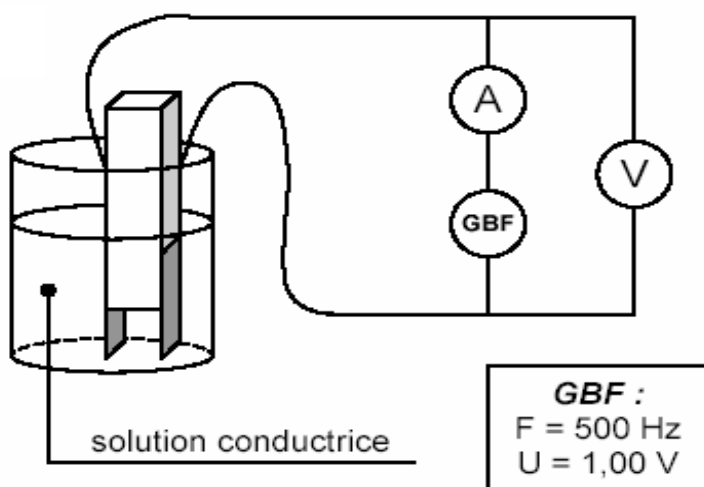 A
V
GBF
GBF :
F = 500 Hz
U = 1,00 V
solution conductrice